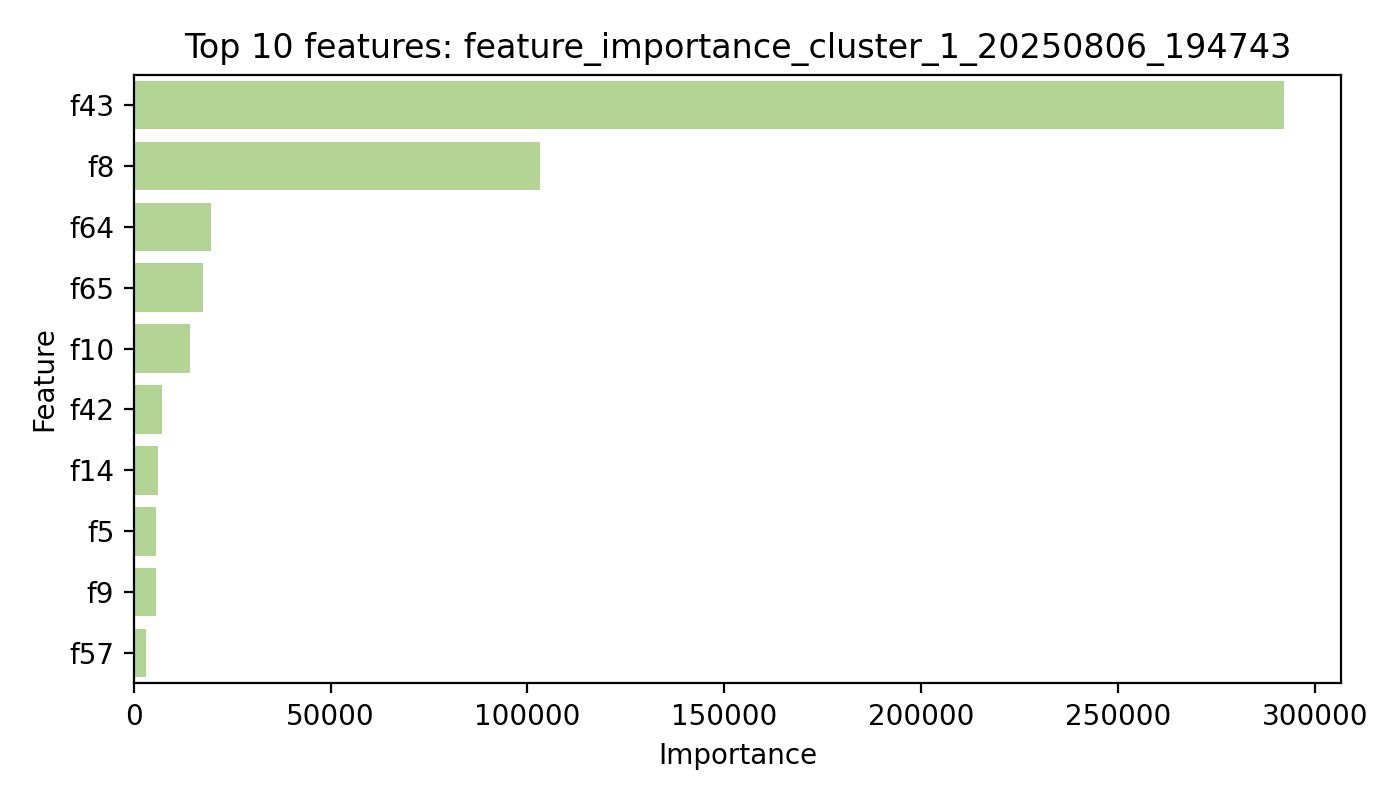 Top 10 features: feature_importance_cluster_1_20250806_194743
f43
f8
f64
f65
f10
f42
f14
f5
f9
f57
Feature
0 50000 100000 150000 200000 250000 300000
Importance